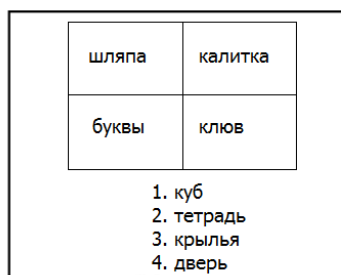 шляпа калитка
буквы клюв
1. куб
2. тетрадь
3. крылья
4. дверь